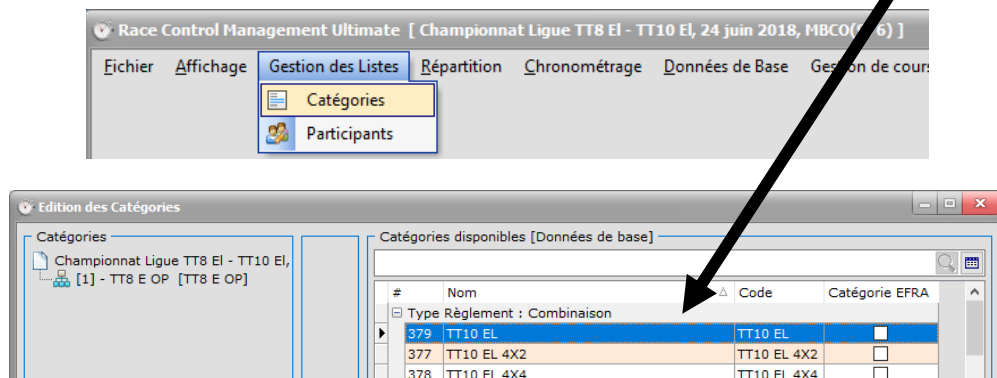 Race Control Management Ultimate [ Championnat Ligue TT8 El - TT10 El, 24 juin 2018, MBCO( 6) ]
Fichier Affichage Gestion des Listes Répartition Chronométrage Données de Base Gestion de
Catégories
Participants
Edition des Catégories
Catégories
Catégories disponibles [Données de base]
Championnat Ligue TT8 El - TT10 El,
[1] - TT8 E OP [TT8 E OP]
# Nom Code Catégorie EFRA
Type Règlement : Combinaison
379 TT10 EL TT10 EL
377 TT10 EL 4X2 TT10 EL 4X2
378 TT10 EL 4X4 TT10 EL 4X4